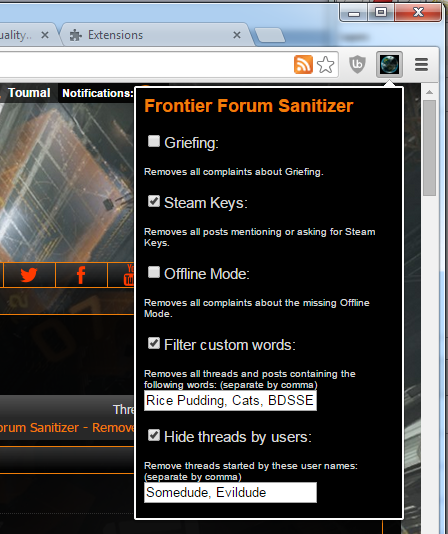 uality..
Extensions
Toumal
Notifications:
Frontier Forum Sanitizer
Griefing:
Removes all complaints about Griefing.
Steam Keys:
Removes all posts mentioning or asking for Steam
Keys.
Offline Mode:
Removes all complaints about the missing Offline
Mode.
Filter custom words:
Removes all threads and posts containing the
following words: (separate by comma)
Rice Pudding, Cats, BDSSE
Thre
orum Sanitizer - Remove
Hide threads by users:
Remove threads started by these user names:
(separate by comma)
Somedude, Evildude